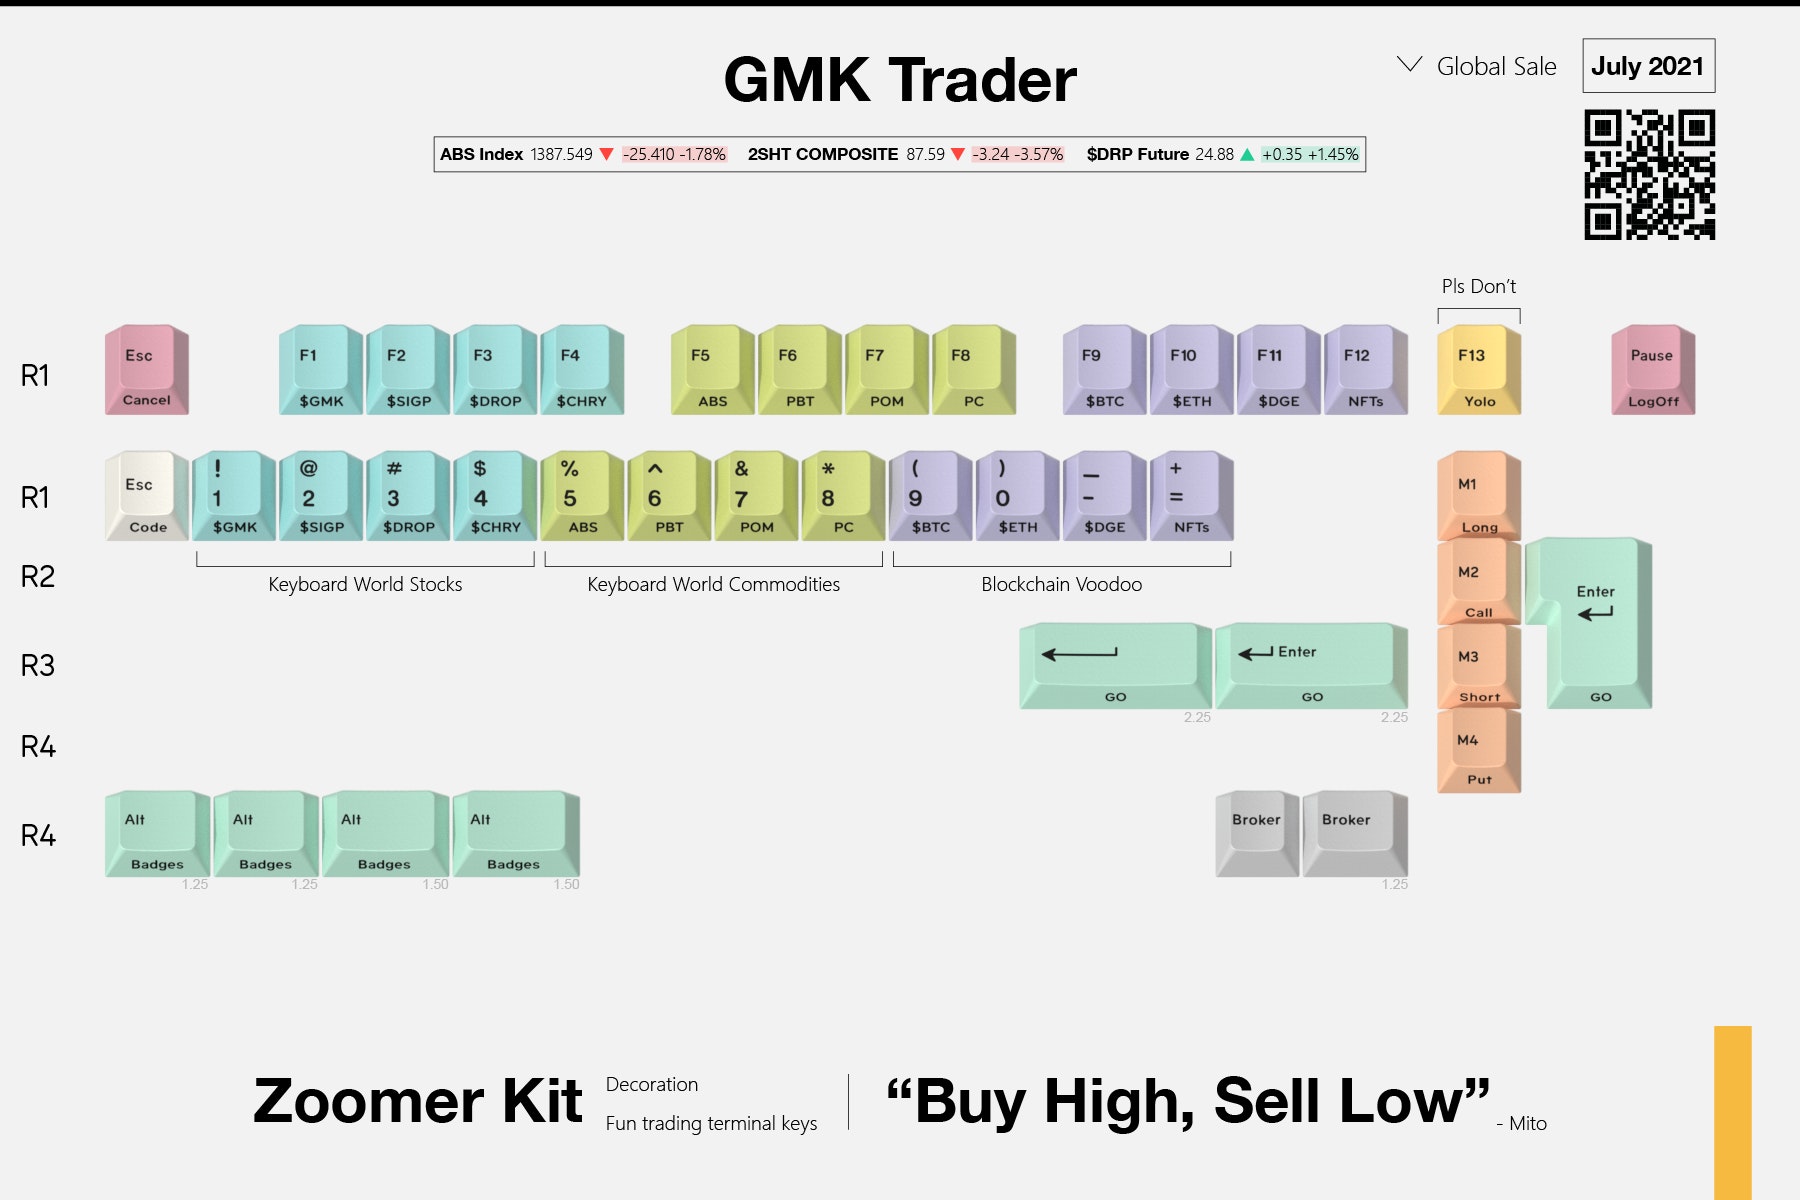 GMK Trader
Global Sale
July 2021
ABS Index 1387.549 ▼ -25.410 -1.78% 2SHT COMPOSITE 87.59 ▼ -3.24 -3.57% $DRP Future 24.88 ▲ +0.35 +1.45%
Pls Don't
R1
Esc F1 F2 F3 F4 F5 F6 F7 F8 F9 F10 F11 F12 F13 Pause
Cancel $GMK $SIGP $DROP $CHRY ABS PBT POM PC $BTC $ETH $DGE NFTs Yolo LogOff
R1
! @ # $ % ^ & * ( ) _ +
Esc 1 2 3 4 5 6 7 8 9 0 - = M1
Code $GMK $SIGP $DROP $CHRY ABS PBT POM PC $BTC $ETH $DGE NFTs Long
R2
Keyboard World Stocks Keyboard World Commodities Blockchain Voodoo
M2 Enter
Call
R3
Enter M3
GO GO Short GO
2.25 2.25
R4
M4
Put
R4
Alt Alt Alt Alt Broker Broker
Badges Badges Badges Badges
1.25 1.25 1.50 1.50 1.25
Zoomer Kit
Decoration
Fun trading terminal keys
“Buy High, Sell Low”
- Mito